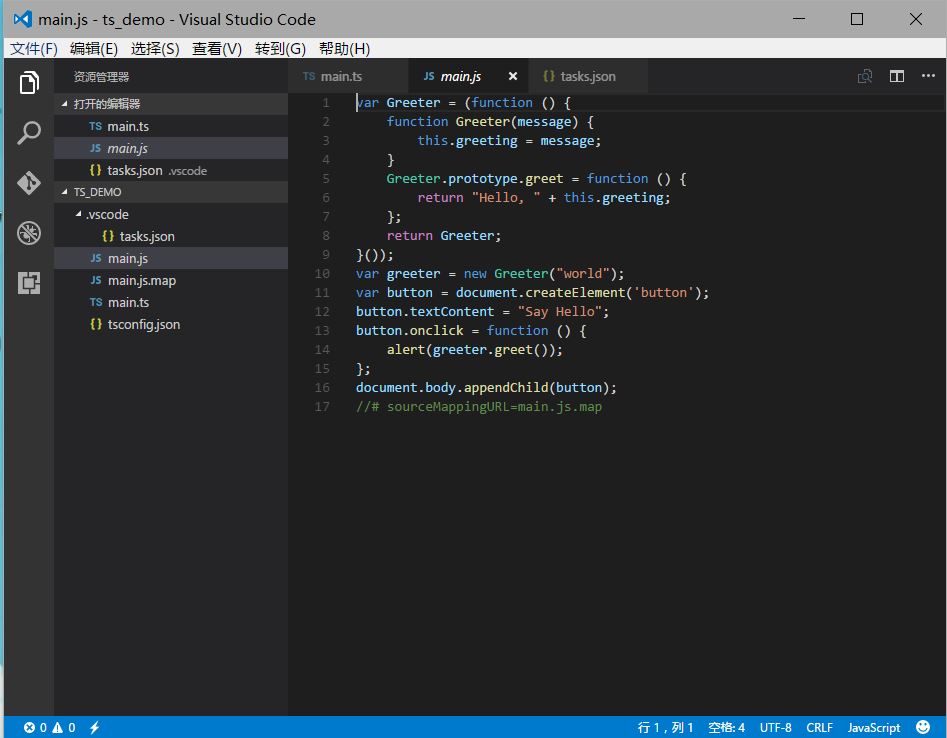 main.js - ts_demo - Visual Studio Code
文件(F) 编辑(E) 选择(S) 查看(V) 转到(G) 帮助(H)
资源管理器
打开的编辑器
TS main.ts
JS main.js
{} tasks.json .vscode
TS_DEMO
.vscode
{} tasks.json
JS main.js
JS main.js.map
TS main.ts
{} tsconfig.json
TS main.ts JS main.js × {} tasks.json
1 var Greeter = (function () {
2     function Greeter(message) {
3         this.greeting = message;
4     }
5     Greeter.prototype.greet = function () {
6         return "Hello, " + this.greeting;
7     };
8     return Greeter;
9 }());
10 var greeter = new Greeter("world");
11 var button = document.createElement('button');
12 button.textContent = "Say Hello";
13 button.onclick = function () {
14     alert(greeter.greet());
15 };
16 document.body.appendChild(button);
17 //# sourceMappingURL=main.js.map
0 0 行 1，列 1 空格: 4 UTF-8 CRLF JavaScript